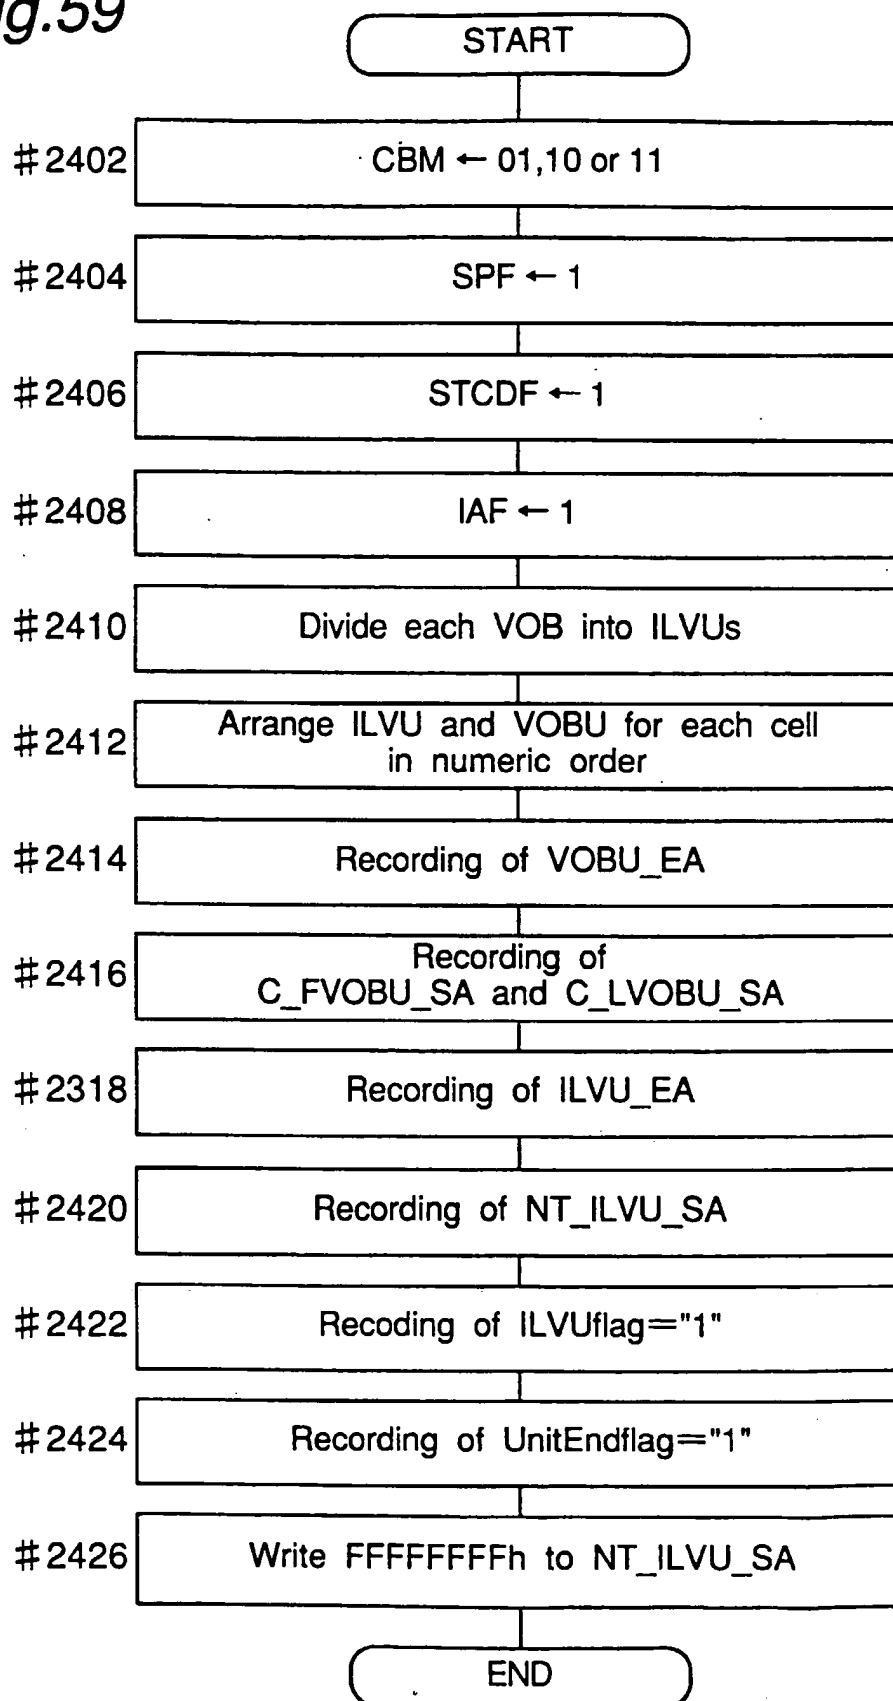 ig.59
START
#2402 CBM ← 01,10 or 11
#2404 SPF ← 1
#2406 STCDF ← 1
#2408 IAF ← 1
#2410 Divide each VOB into ILVUs
Arrange ILVU and VOBU for each cell
#2412 in numeric order
#2414 Recording of VOBU_EA
Recording of
#2416 C_FVOBU_SA and C_LVOBU_SA
#2318 Recording of ILVU_EA
#2420 Recording of NT_ILVU_SA
#2422 Recoding of ILVUflag="1"
#2424 Recording of UnitEndflag="1"
#2426 Write FFFFFFFFh to NT_ILVU_SA
END